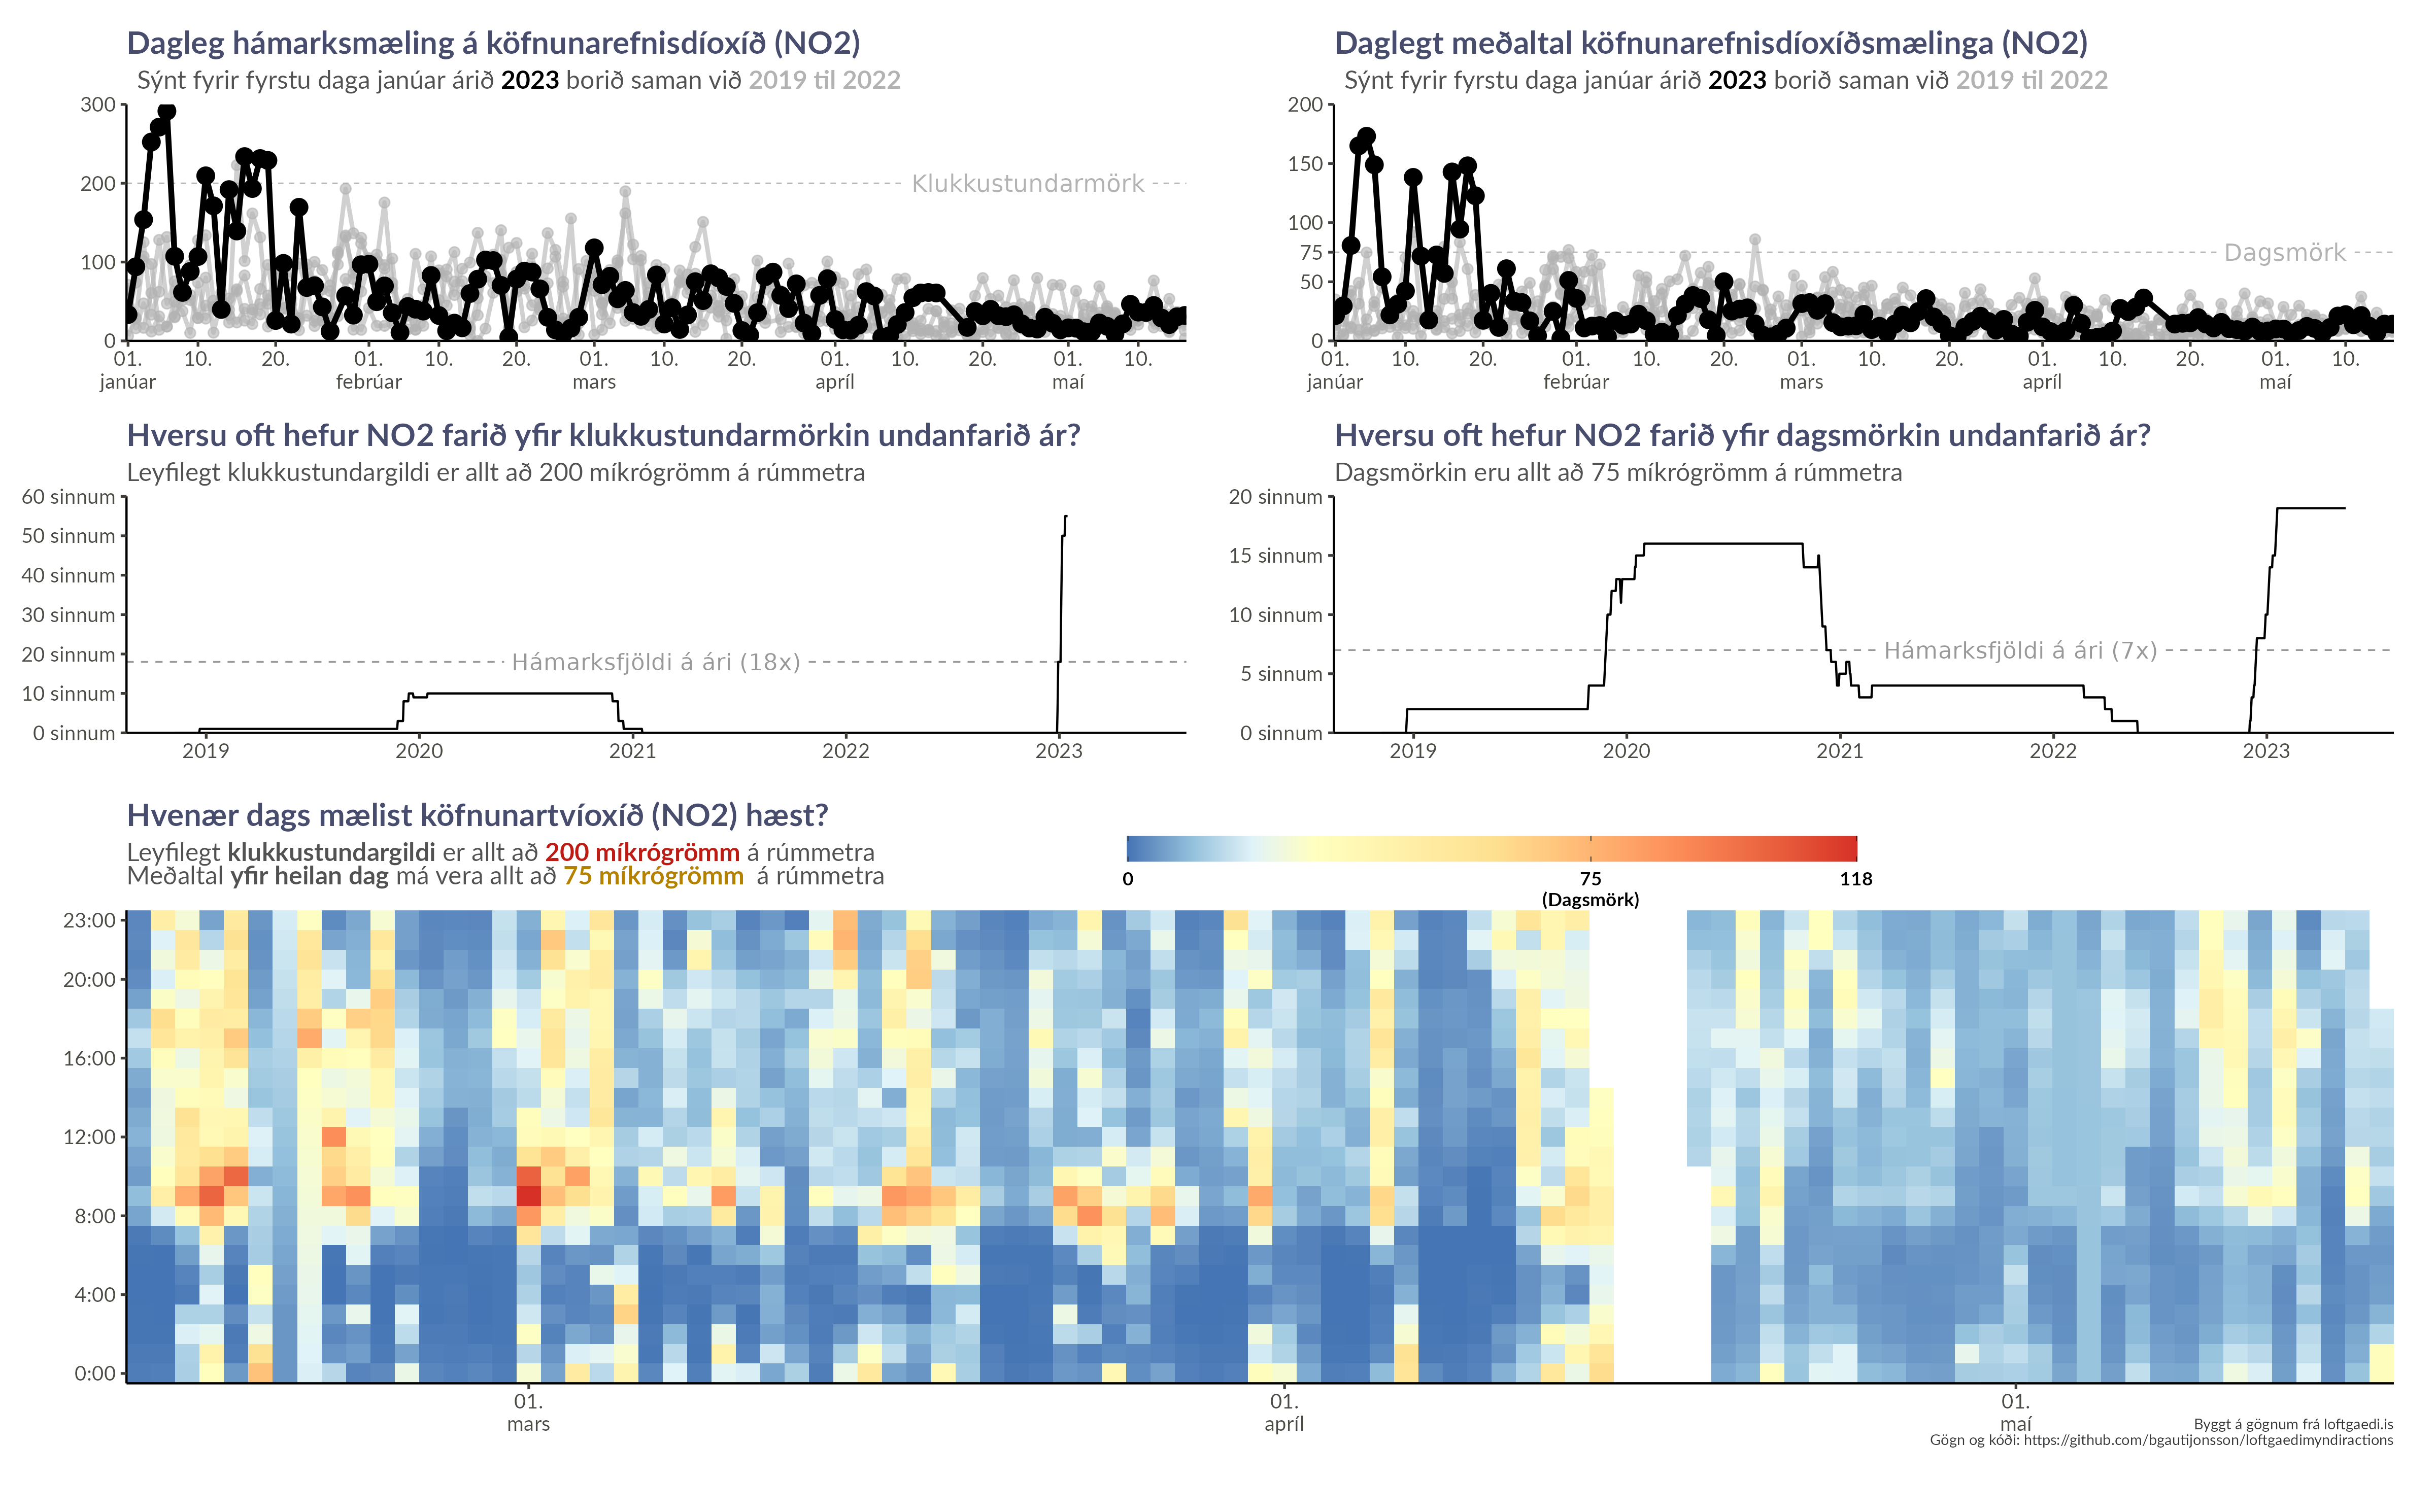 Dagleg hámarksmæling á köfnunarefnisdíoxíð (NO2)
Sýnt fyrir fyrstu daga janúar árið 2023 borið saman við 2019 til 2022
300
200
100
0
Klukkustundarmörk
01. 10. 20. 01. 10. 20. 01. 10. 20. 01. 10. 20. 01. 10.
janúar febrúar mars apríl maí
Daglegt meðaltal köfnunarefnisdíoxíðsmælinga (NO2)
Sýnt fyrir fyrstu daga janúar árið 2023 borið saman við 2019 til 2022
200
150
100
75
50
0
Dagsmörk
01. 10. 20. 01. 10. 20. 01. 10. 20. 01. 10. 20. 01. 10.
janúar febrúar mars apríl maí
Hversu oft hefur NO2 farið yfir klukkustundarmörkin undanfarið ár?
Leyfilegt klukkustundargildi er allt að 200 míkrógrömm á rúmmetra
60 sinnum
50 sinnum
40 sinnum
30 sinnum
20 sinnum
10 sinnum
0 sinnum
Hámarksfjöldi á ári (18x)
2019 2020 2021 2022 2023
Hversu oft hefur NO2 farið yfir dagsmörkin undanfarið ár?
Dagsmörkin eru allt að 75 míkrógrömm á rúmmetra
20 sinnum
15 sinnum
10 sinnum
5 sinnum
0 sinnum
Hámarksfjöldi á ári (7x)
2019 2020 2021 2022 2023
Hvenær dags mælist köfnunartvíoxíð (NO2) hæst?
Leyfilegt klukkustundargildi er allt að 200 míkrógrömm á rúmmetra
Meðaltal yfir heilan dag má vera allt að 75 míkrógrömm á rúmmetra
0 75 118
(Dagsmörk)
23:00
20:00
16:00
12:00
8:00
4:00
0:00
01. 01. 01.
mars apríl maí
Byggt á gögnum frá loftgaedi.is
Gögn og kóði: https://github.com/bgautijonsson/loftgaedimyndiractions